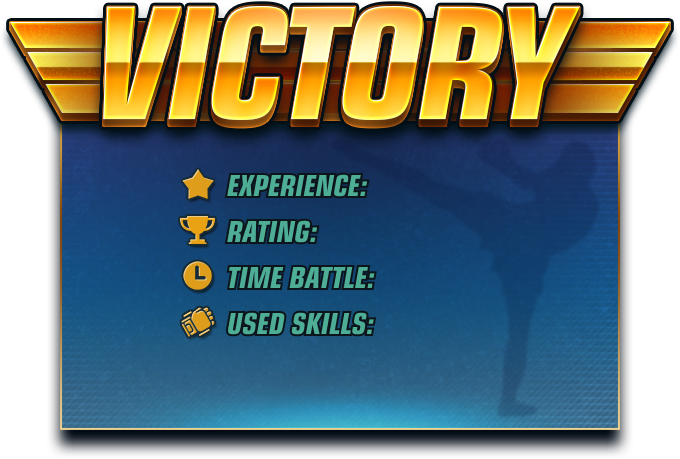 VICTORY
EXPERIENCE:
RATING:
TIME BATTLE:
USED SKILLS: